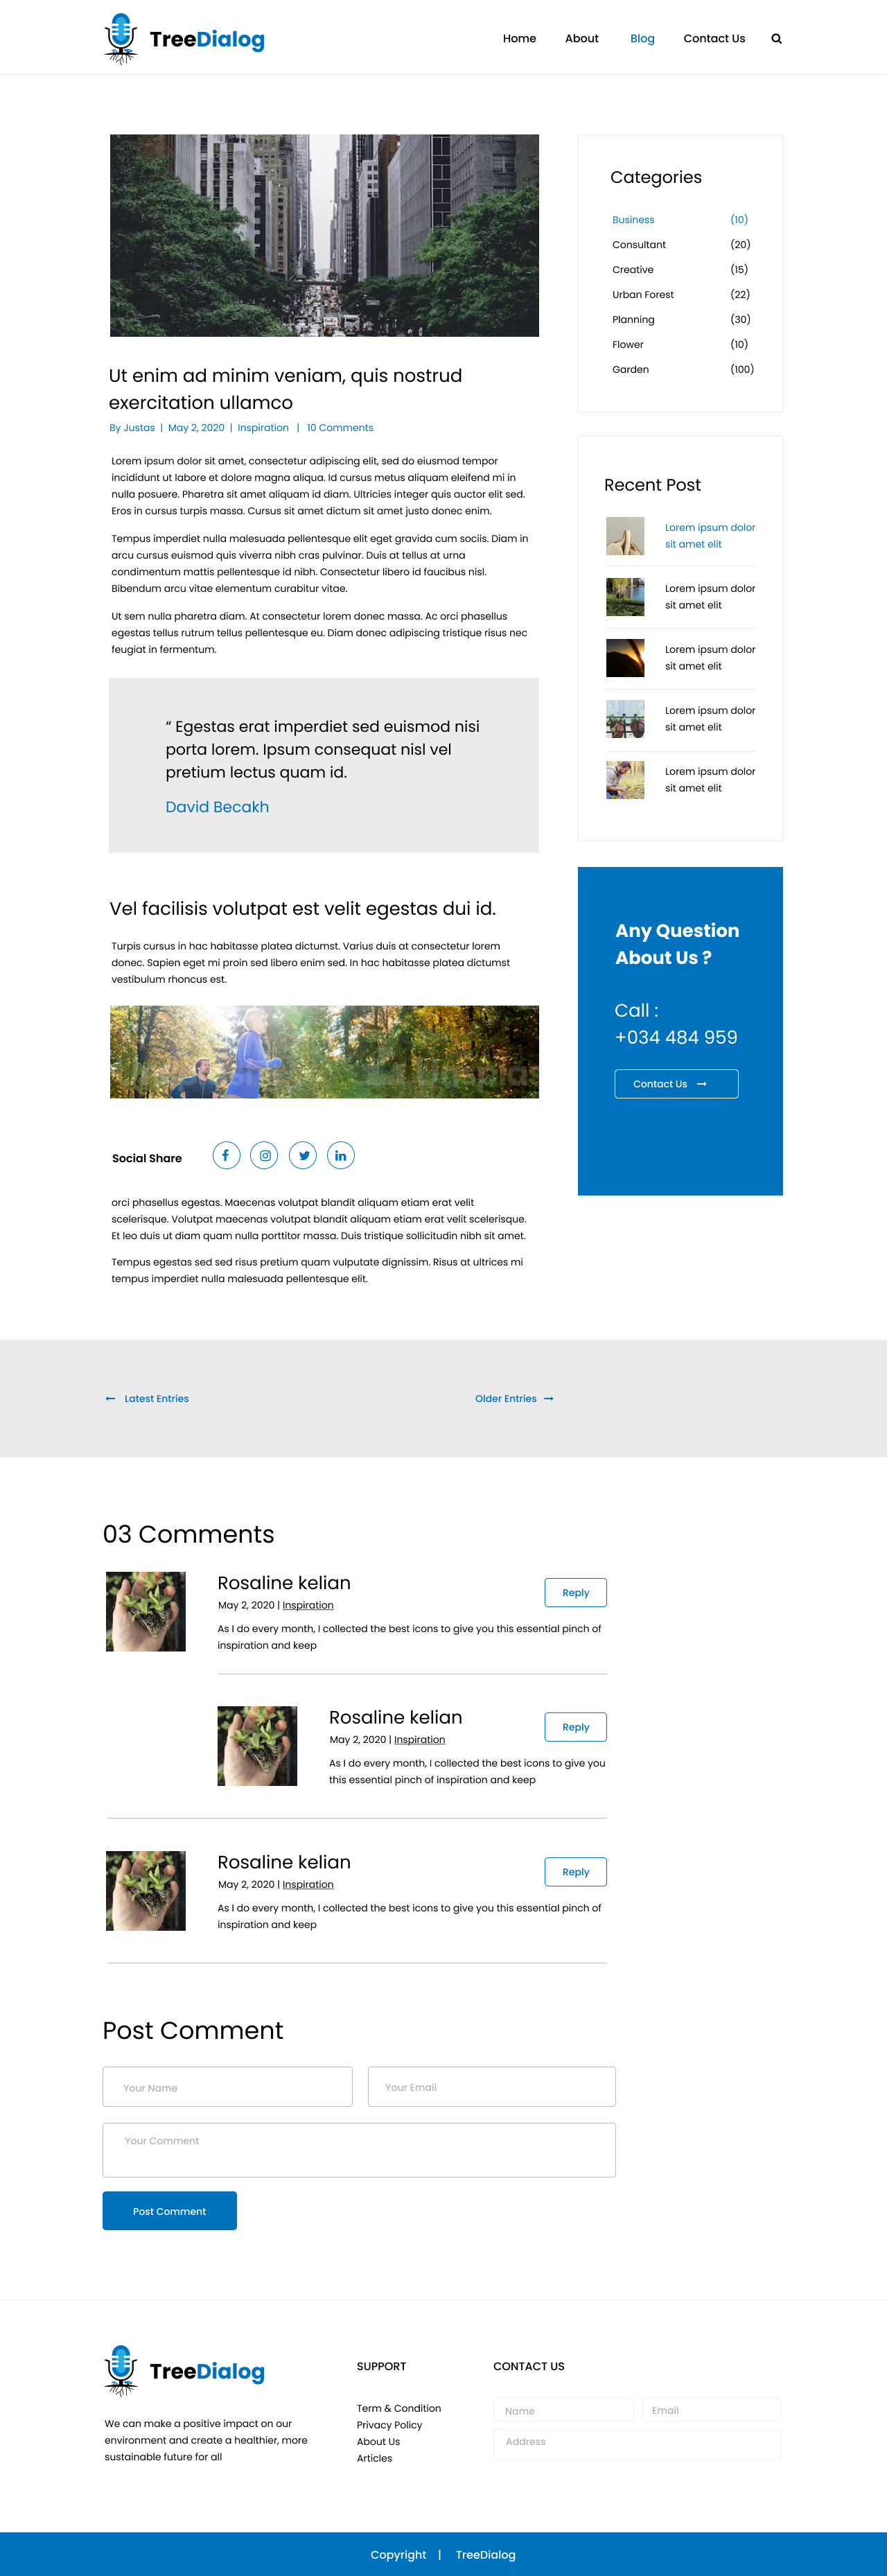 TreeDialog
Home About Blog Contact Us
Ut enim ad minim veniam, quis nostrud
exercitation ullamco
By Justas | May 2, 2020 | Inspiration | 10 Comments
Lorem ipsum dolor sit amet, consectetur adipiscing elit, sed do eiusmod tempor
incididunt ut labore et dolore magna aliqua. Id cursus metus aliquam eleifend mi in
nulla posuere. Pharetra sit amet aliquam id diam. Ultricies integer quis auctor elit sed.
Eros in cursus turpis massa. Cursus sit amet dictum sit amet justo donec enim.
Tempus imperdiet nulla malesuada pellentesque elit eget gravida cum sociis. Diam in
arcu cursus euismod quis viverra nibh cras pulvinar. Duis at tellus at urna
condimentum mattis pellentesque id nibh. Consectetur libero id faucibus nisl.
Bibendum arcu vitae elementum curabitur vitae.
Ut sem nulla pharetra diam. At consectetur lorem donec massa. Ac orci phasellus
egestas tellus rutrum tellus pellentesque eu. Diam donec adipiscing tristique risus nec
feugiat in fermentum.
“ Egestas erat imperdiet sed euismod nisi
porta lorem. Ipsum consequat nisl vel
pretium lectus quam id.
David Becakh
Vel facilisis volutpat est velit egestas dui id.
Turpis cursus in hac habitasse platea dictumst. Varius duis at consectetur lorem
donec. Sapien eget mi proin sed libero enim sed. In hac habitasse platea dictumst
vestibulum rhoncus est.
Social Share
orci phasellus egestas. Maecenas volutpat blandit aliquam etiam erat velit
scelerisque. Volutpat maecenas volutpat blandit aliquam etiam erat velit scelerisque.
Et leo duis ut diam quam nulla porttitor massa. Duis tristique sollicitudin nibh sit amet.
Tempus egestas sed sed risus pretium quam vulputate dignissim. Risus at ultrices mi
tempus imperdiet nulla malesuada pellentesque elit.
Categories
Business (10)
Consultant (20)
Creative (15)
Urban Forest (22)
Planning (30)
Flower (10)
Garden (100)
Recent Post
Lorem ipsum dolor
sit amet elit
Lorem ipsum dolor
sit amet elit
Lorem ipsum dolor
sit amet elit
Lorem ipsum dolor
sit amet elit
Lorem ipsum dolor
sit amet elit
Any Question
About Us ?
Call :
+034 484 959
Contact Us
Latest Entries Older Entries
03 Comments
Rosaline kelian
May 2, 2020 | Inspiration
Reply
As I do every month, I collected the best icons to give you this essential pinch of
inspiration and keep
Rosaline kelian
May 2, 2020 | Inspiration
Reply
As I do every month, I collected the best icons to give you
this essential pinch of inspiration and keep
Rosaline kelian
May 2, 2020 | Inspiration
Reply
As I do every month, I collected the best icons to give you this essential pinch of
inspiration and keep
Post Comment
Your Name Your Email
Your Comment
Post Comment
TreeDialog
We can make a positive impact on our
environment and create a healthier, more
sustainable future for all
SUPPORT
Term & Condition
Privacy Policy
About Us
Articles
CONTACT US
Name Email
Address
Copyright | TreeDialog